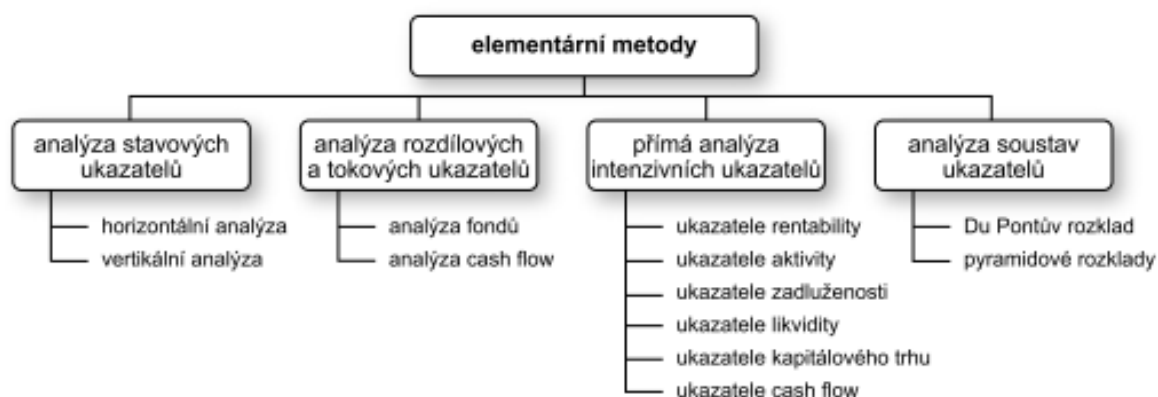 elementární metody
analýza stavových
ukazatelů
horizontální analýza
vertikální analýza
analýza rozdílových
a tokových ukazatelů
analýza fondů
analýza cash flow
přímá analýza
intenzivních ukazatelů
ukazatele rentability
ukazatele aktivity
ukazatele zadluženosti
ukazatele likvidity
ukazatele kapitálového trhu
ukazatele cash flow
analýza soustav
ukazatelů
Du Pontův rozklad
pyramidové rozklady